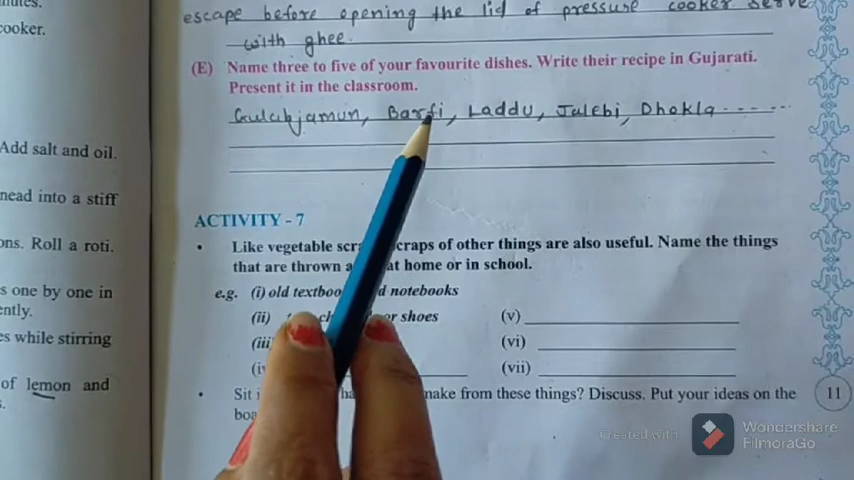 nutes.
cooker.
Add salt and oil.
nead into a stiff
ons. Roll a roti.
s one by one in
ently.
es while stirring
of lemon and
s.
escape before opening the lid of pressure cooker serve
with ghee.
(E) Name three to five of your favourite dishes. Write their recipe in Gujarati.
Present it in the classroom.
Gulabjamun, Barfi, Laddu, Jalebi, Dhokla
ACTIVITY - 7
• Like vegetable scr craps of other things are also useful. Name the things
that are thrown a at home or in school.
e.g. (i) old textboo d notebooks
(ii) or shoes
(v)
(iii
(vi)
(i
(vii)
• Sit i make from these things? Discuss. Put your ideas on the
boa
11
Created with
Wondershare
FilmoraGo